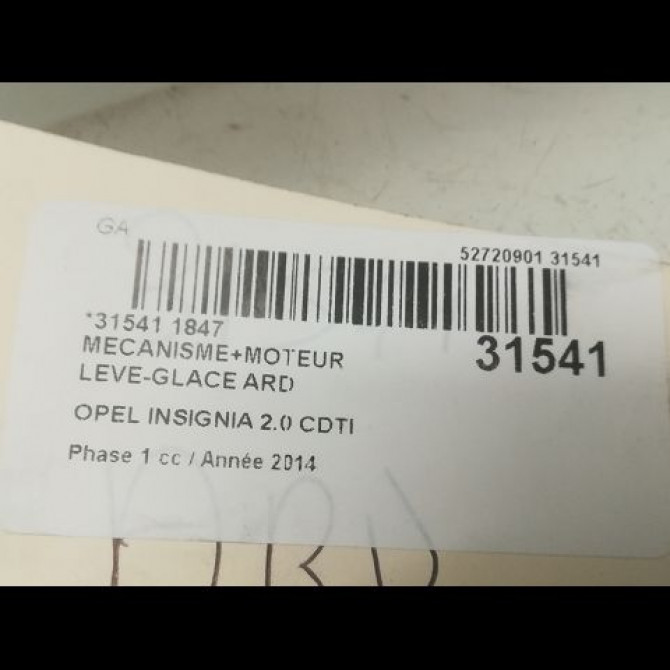 GA
52720901 31541
*31541 1847
31541
MECANISME+MOTEUR
LEVE-GLACE ARD
OPEL INSIGNIA 2.0 CDTI
Phase 1 cc / Année 2014
ARD